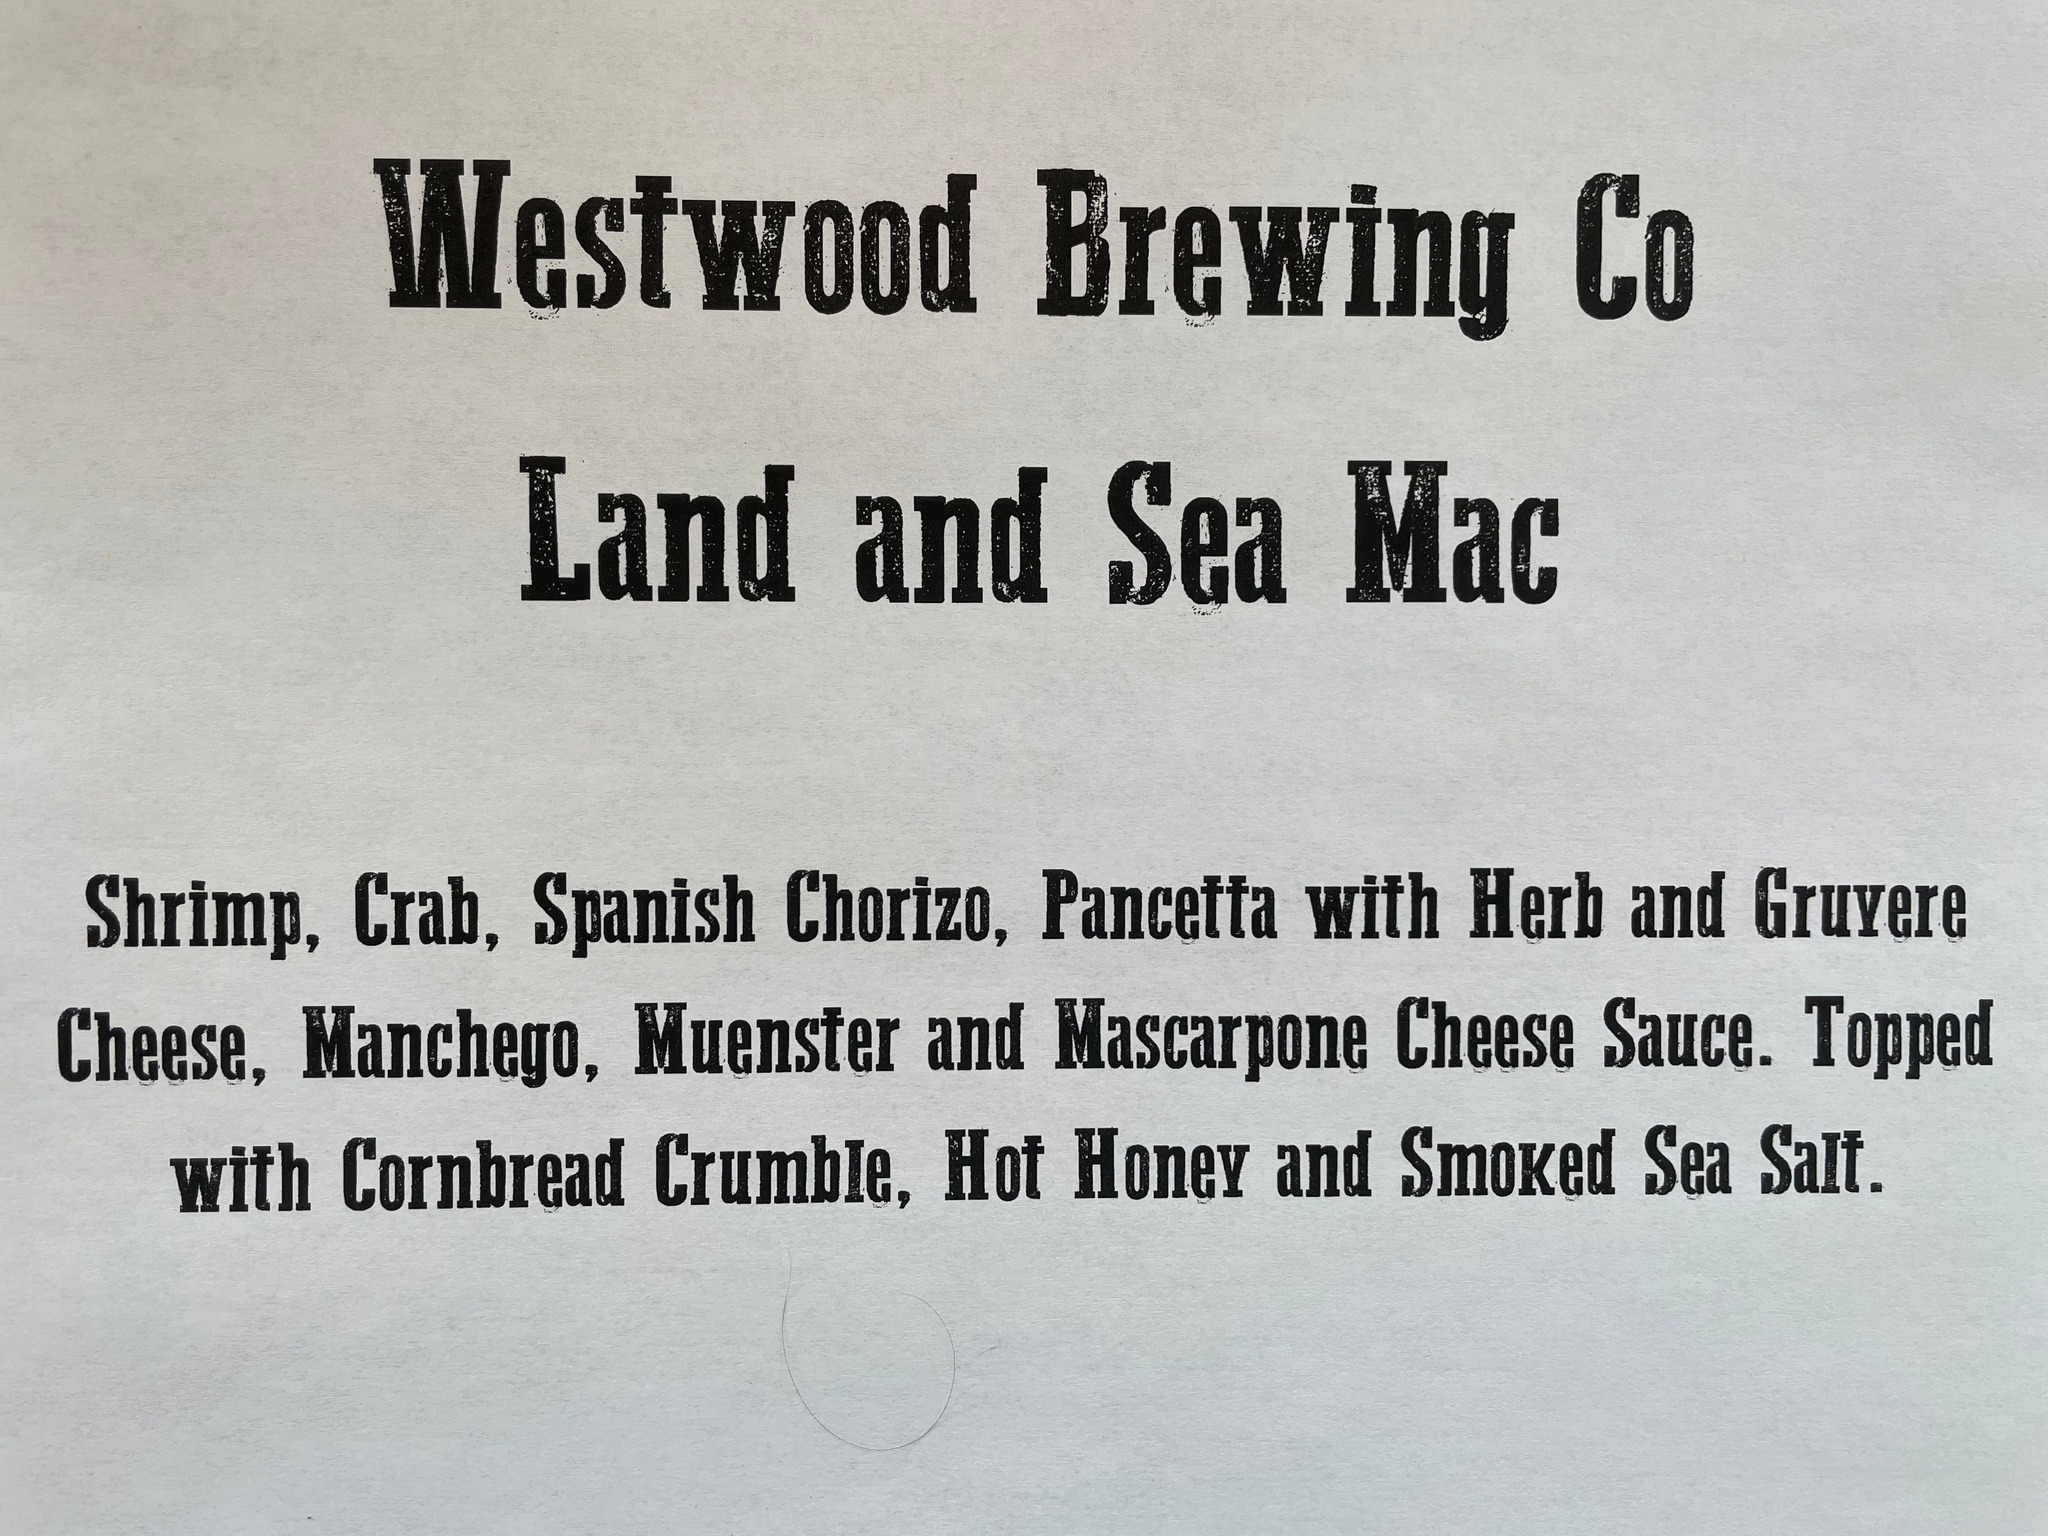 Westwood Brewing Co
Land and Sea Mac
Shrimp, Crab, Spanish Chorizo, Pancetta with Herb and Gruyere
Cheese, Manchego, Muenster and Mascarpone Cheese Sauce. Topped
with Cornbread Crumble, Hot Honey and Smoked Sea Salt.